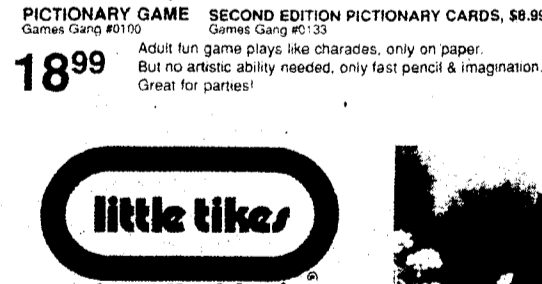 PICTIONARY GAME SECOND EDITION PICTIONARY CARDS, $8.99
Games Gang #0100 Games Gang #0133
18 99
Adult fun game plays like charades, only on paper.
But no artistic ability needed, only fast pencil & imagination.
Great for parties!
little tikes ®